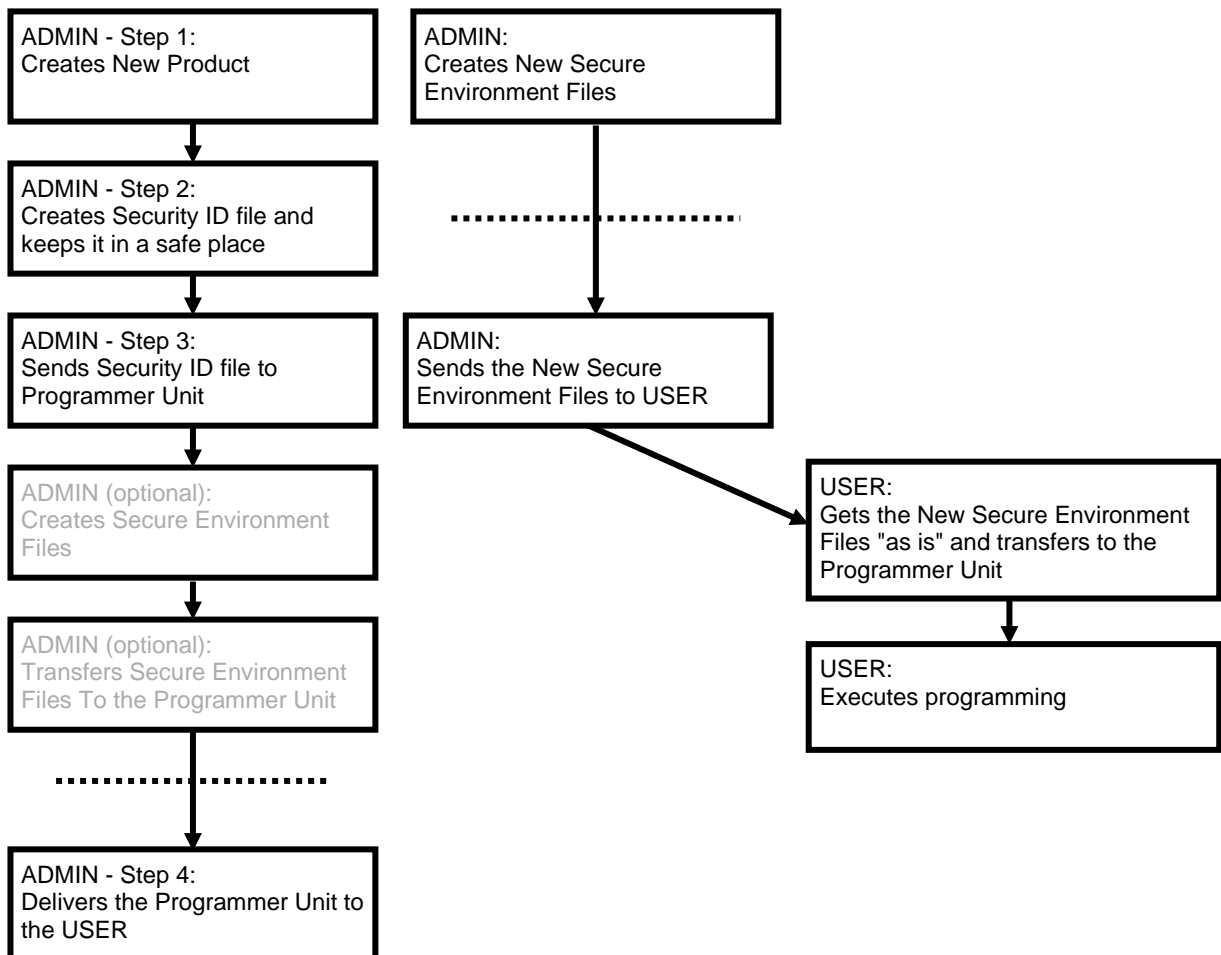 ADMIN - Step 1:
Creates New Product
ADMIN - Step 2:
Creates Security ID file and
keeps it in a safe place
ADMIN - Step 3:
Sends Security ID file to
Programmer Unit
ADMIN (optional):
Creates Secure Environment
Files
ADMIN (optional):
Transfers Secure Environment
Files To the Programmer Unit
ADMIN - Step 4:
Delivers the Programmer Unit to
the USER
ADMIN:
Creates New Secure
Environment Files
ADMIN:
Sends the New Secure
Environment Files to USER
USER:
Gets the New Secure Environment
Files "as is" and transfers to the
Programmer Unit
USER:
Executes programming